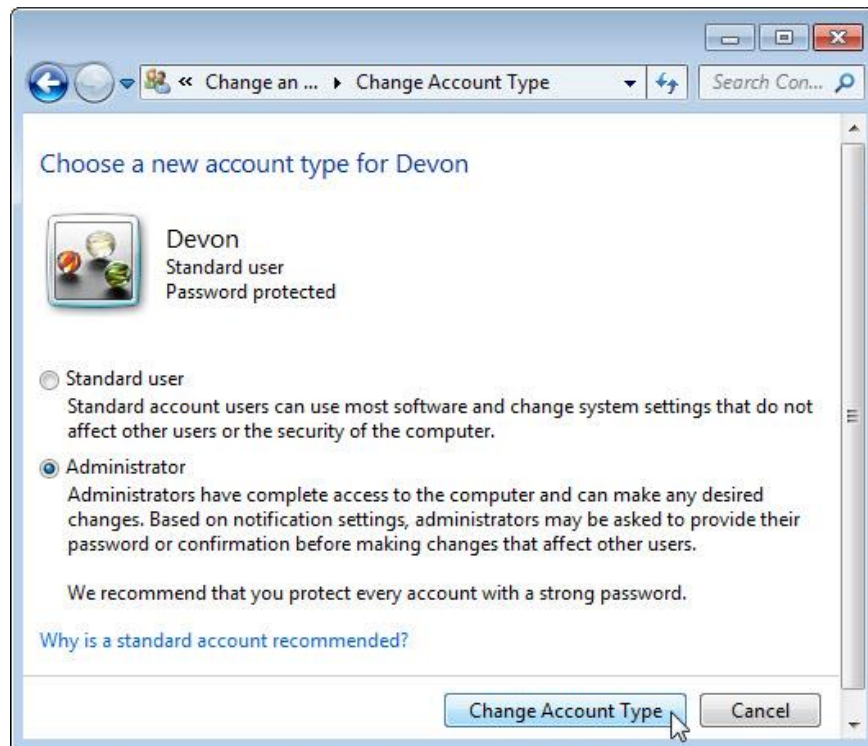 « Change an ... ▸ Change Account Type
Search Con...
Choose a new account type for Devon
Devon
Standard user
Password protected
Standard user
Standard account users can use most software and change system settings that do not
affect other users or the security of the computer.
Administrator
Administrators have complete access to the computer and can make any desired
changes. Based on notification settings, administrators may be asked to provide their
password or confirmation before making changes that affect other users.
We recommend that you protect every account with a strong password.
Why is a standard account recommended?
Change Account Type
Cancel